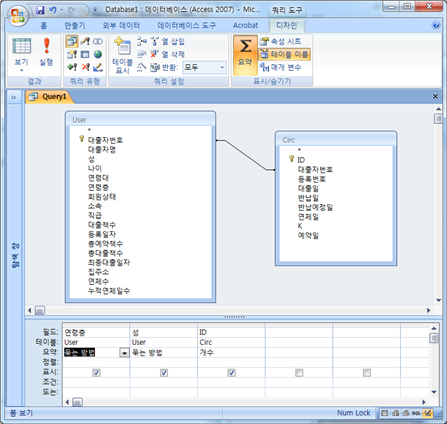 Database1 : 데이터베이스 (Access 2007) - Mic...
쿼리 도구
홈 만들기 외부 데이터 데이터베이스 도구 Acrobat 디자인
보기 실행
결과
쿼리 유형
테이블 표시
열 삽입
열 삭제
반환: 모두
쿼리 설정
요약
속성 시트
테이블 이름
매개 변수
표시/숨기기
Query1
탐색 창
User
*
대출자번호
대출자명
성
나이
연령대
연령층
회원상태
소속
직급
대출책수
등록일자
총예약책수
총대출책수
최종대출일자
집주소
연체수
누적연체일수
Circ
*
ID
대출자번호
등록번호
대출일
반납일
반납예정일
연체일
K
예약일
필드: 연령층 성 ID
테이블: User User Circ
요약: 묶는 방법 묶는 방법 개수
정렬:
표시:
조건:
또는:
폼 보기
Num Lock
SQL